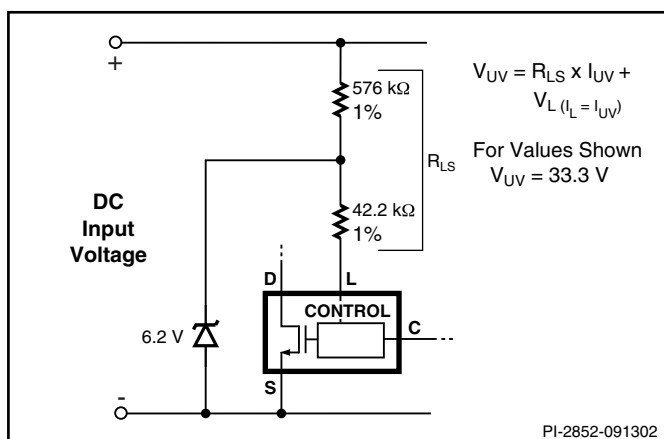 +
576 kΩ
1%
V_UV = R_LS x I_UV +
V_L (I_L = I_UV)
R_LS
For Values Shown
V_UV = 33.3 V
DC
Input
Voltage
42.2 kΩ
1%
D
L
CONTROL
C
6.2 V
S
-
PI-2852-091302